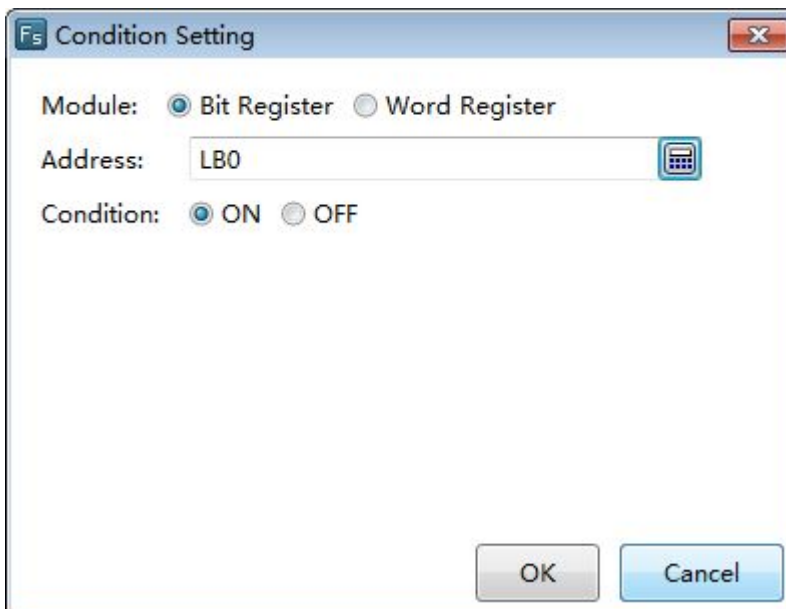 Fs Condition Setting
Module: Bit Register Word Register
Address: LB0
Condition: ON OFF
OK Cancel